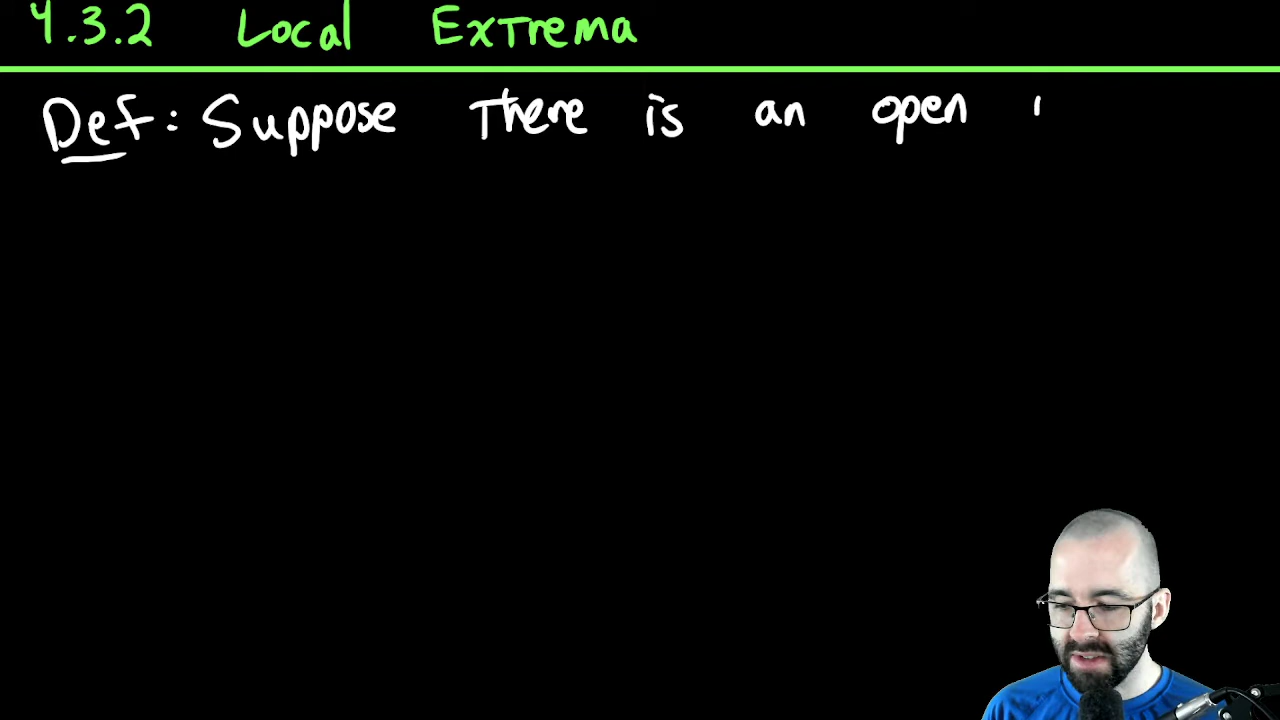 4.3.2 Local Extrema
Def: Suppose there is an open